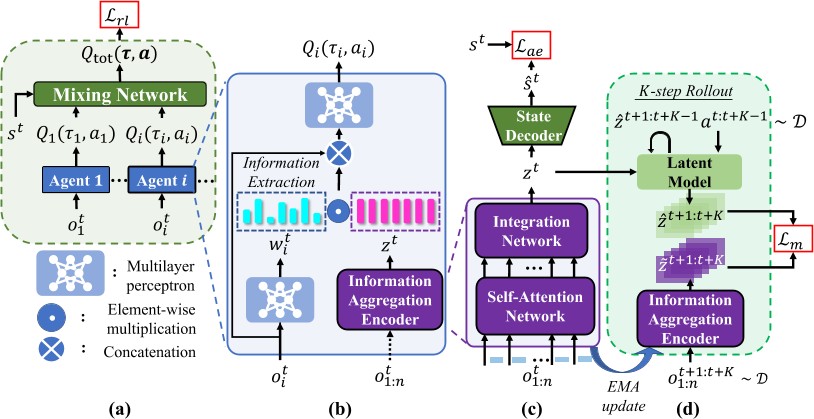 ℒ_rl
Q_tot(τ, a)
Mixing Network
s^t
Q_1(τ_1, a_1) Q_i(τ_i, a_i)
Agent 1 ... Agent i ...
o_1^t o_i^t
: Multilayer perceptron
: Element-wise multiplication
: Concatenation
(a)
Q_i(τ_i, a_i)
Information
Extraction
w_i^t z^t
Information
Aggregation
Encoder
o_i^t o_{1:n}^t
(b)
s^t ℒ_ae
ŝ^t
State
Decoder
z^t
Integration
Network
...
Self-Attention
Network
...
o_{1:n}^t
(c)
EMA
update
K-step Rollout
ẑ^{t+1:t+K-1} a^{t:t+K-1} ~ 𝒟
Latent
Model
ẑ^{t+1:t+K}
ℒ_m
z̃^{t+1:t+K}
Information
Aggregation
Encoder
o_{1:n}^{t+1:t+K} ~ 𝒟
(d)